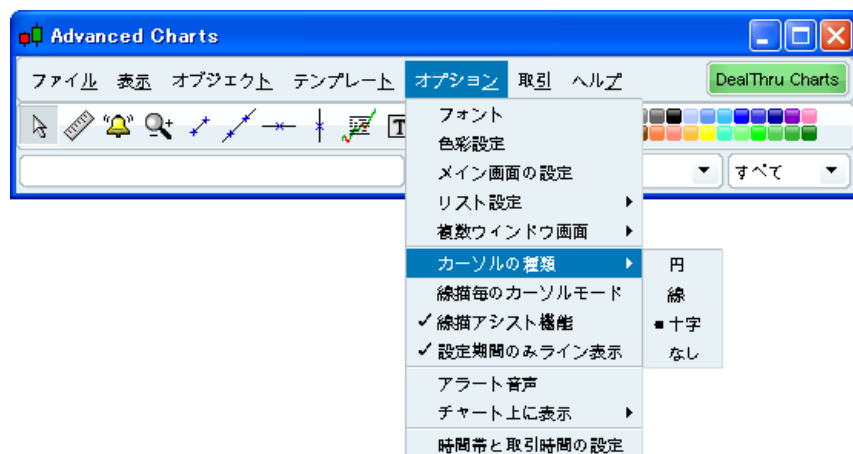 Advanced Charts
ファイル 表示 オブジェクト テンプレート オプション 取引 ヘルプ DealThru Charts
T
すべて
フォント
色彩設定
メイン画面の設定
リスト設定
複数ウィンドウ画面
カーソルの種類 円
線描毎のカーソルモード 線
線描アシスト機能 十字
設定期間のみライン表示 なし
アラート音声
チャート上に表示
時間帯と取引時間の設定